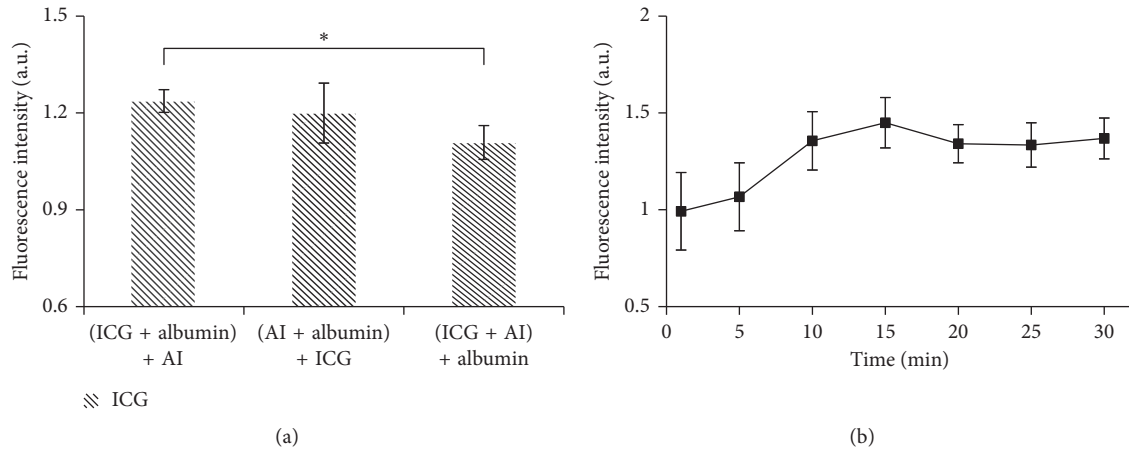 Fluorescence intensity (a.u.)
1.5
1.2
0.9
0.6
*
(ICG + albumin)
+ AI
(AI + albumin)
+ ICG
(ICG + AI)
+ albumin
ICG
(a)
Fluorescence intensity (a.u.)
2
1.5
1
0.5
0 5 10 15 20 25 30
Time (min)
(b)